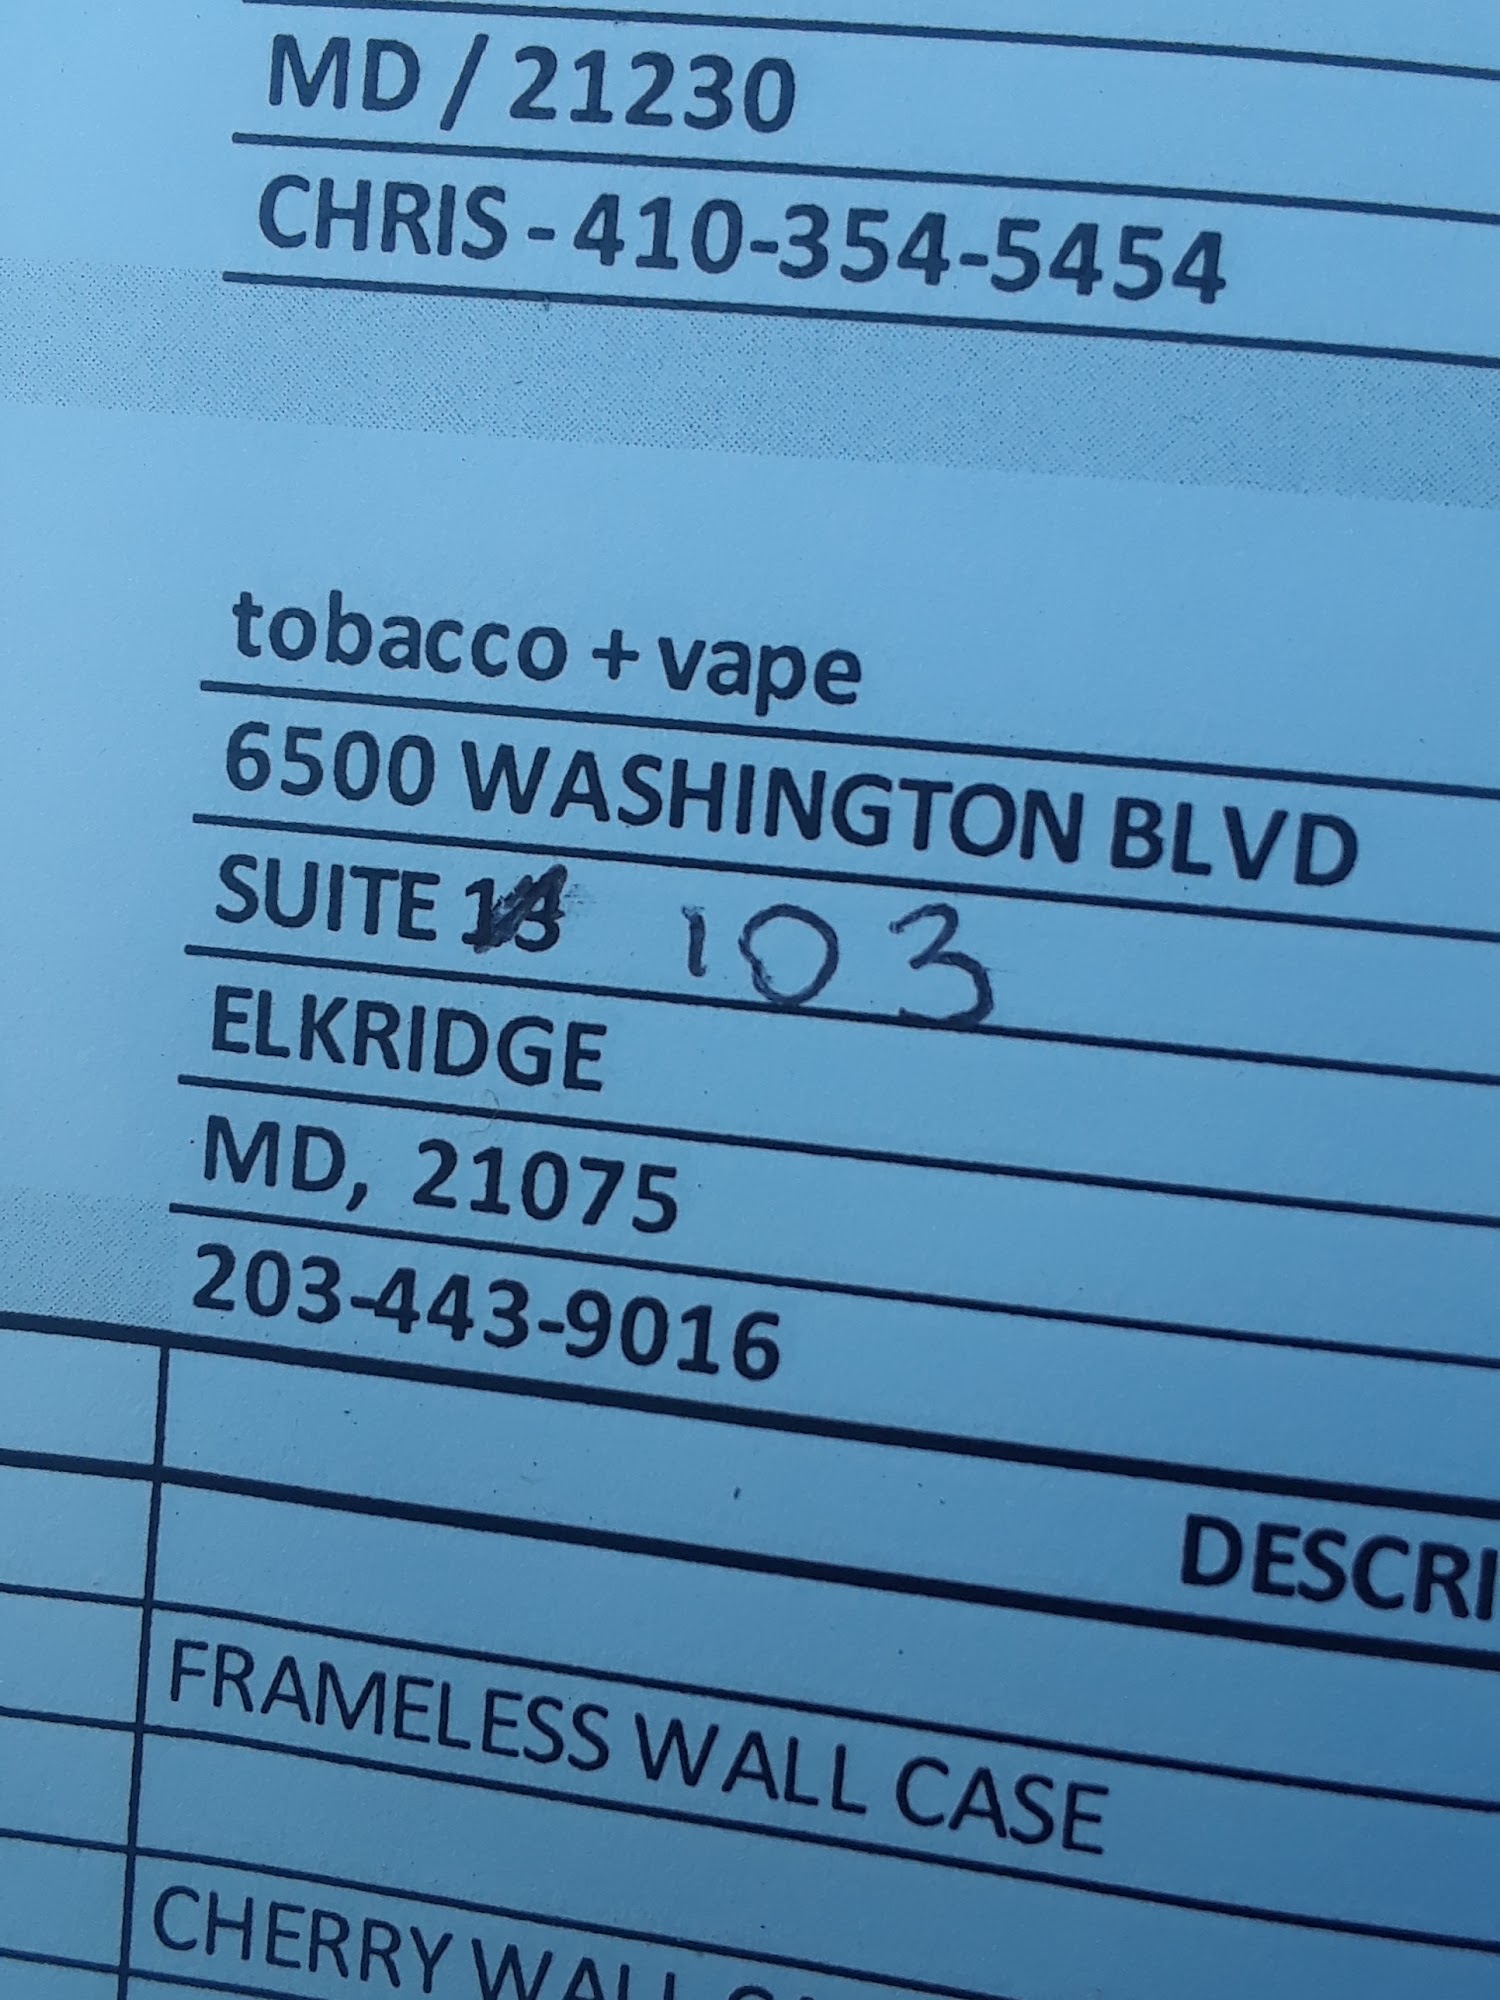 MD / 21230
CHRIS - 410-354-5454
tobacco + vape
6500 WASHINGTON BLVD
SUITE 103
ELKRIDGE
MD, 21075
203-443-9016
DESCRI
FRAMELESS WALL CASE
CHERRY WALL